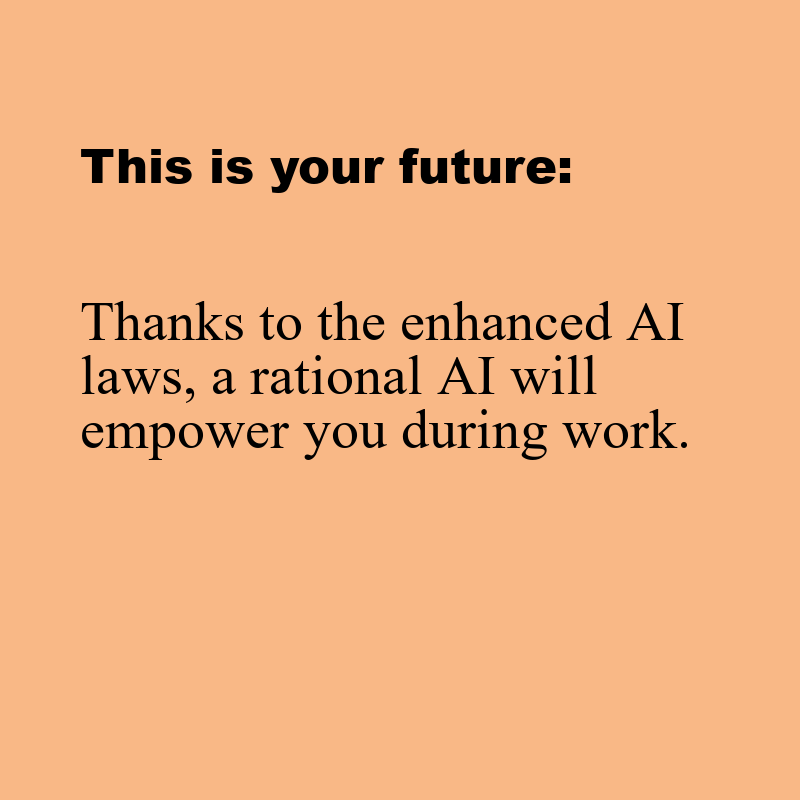 This is your future:
Thanks to the enhanced AI
laws, a rational AI will
empower you during work.